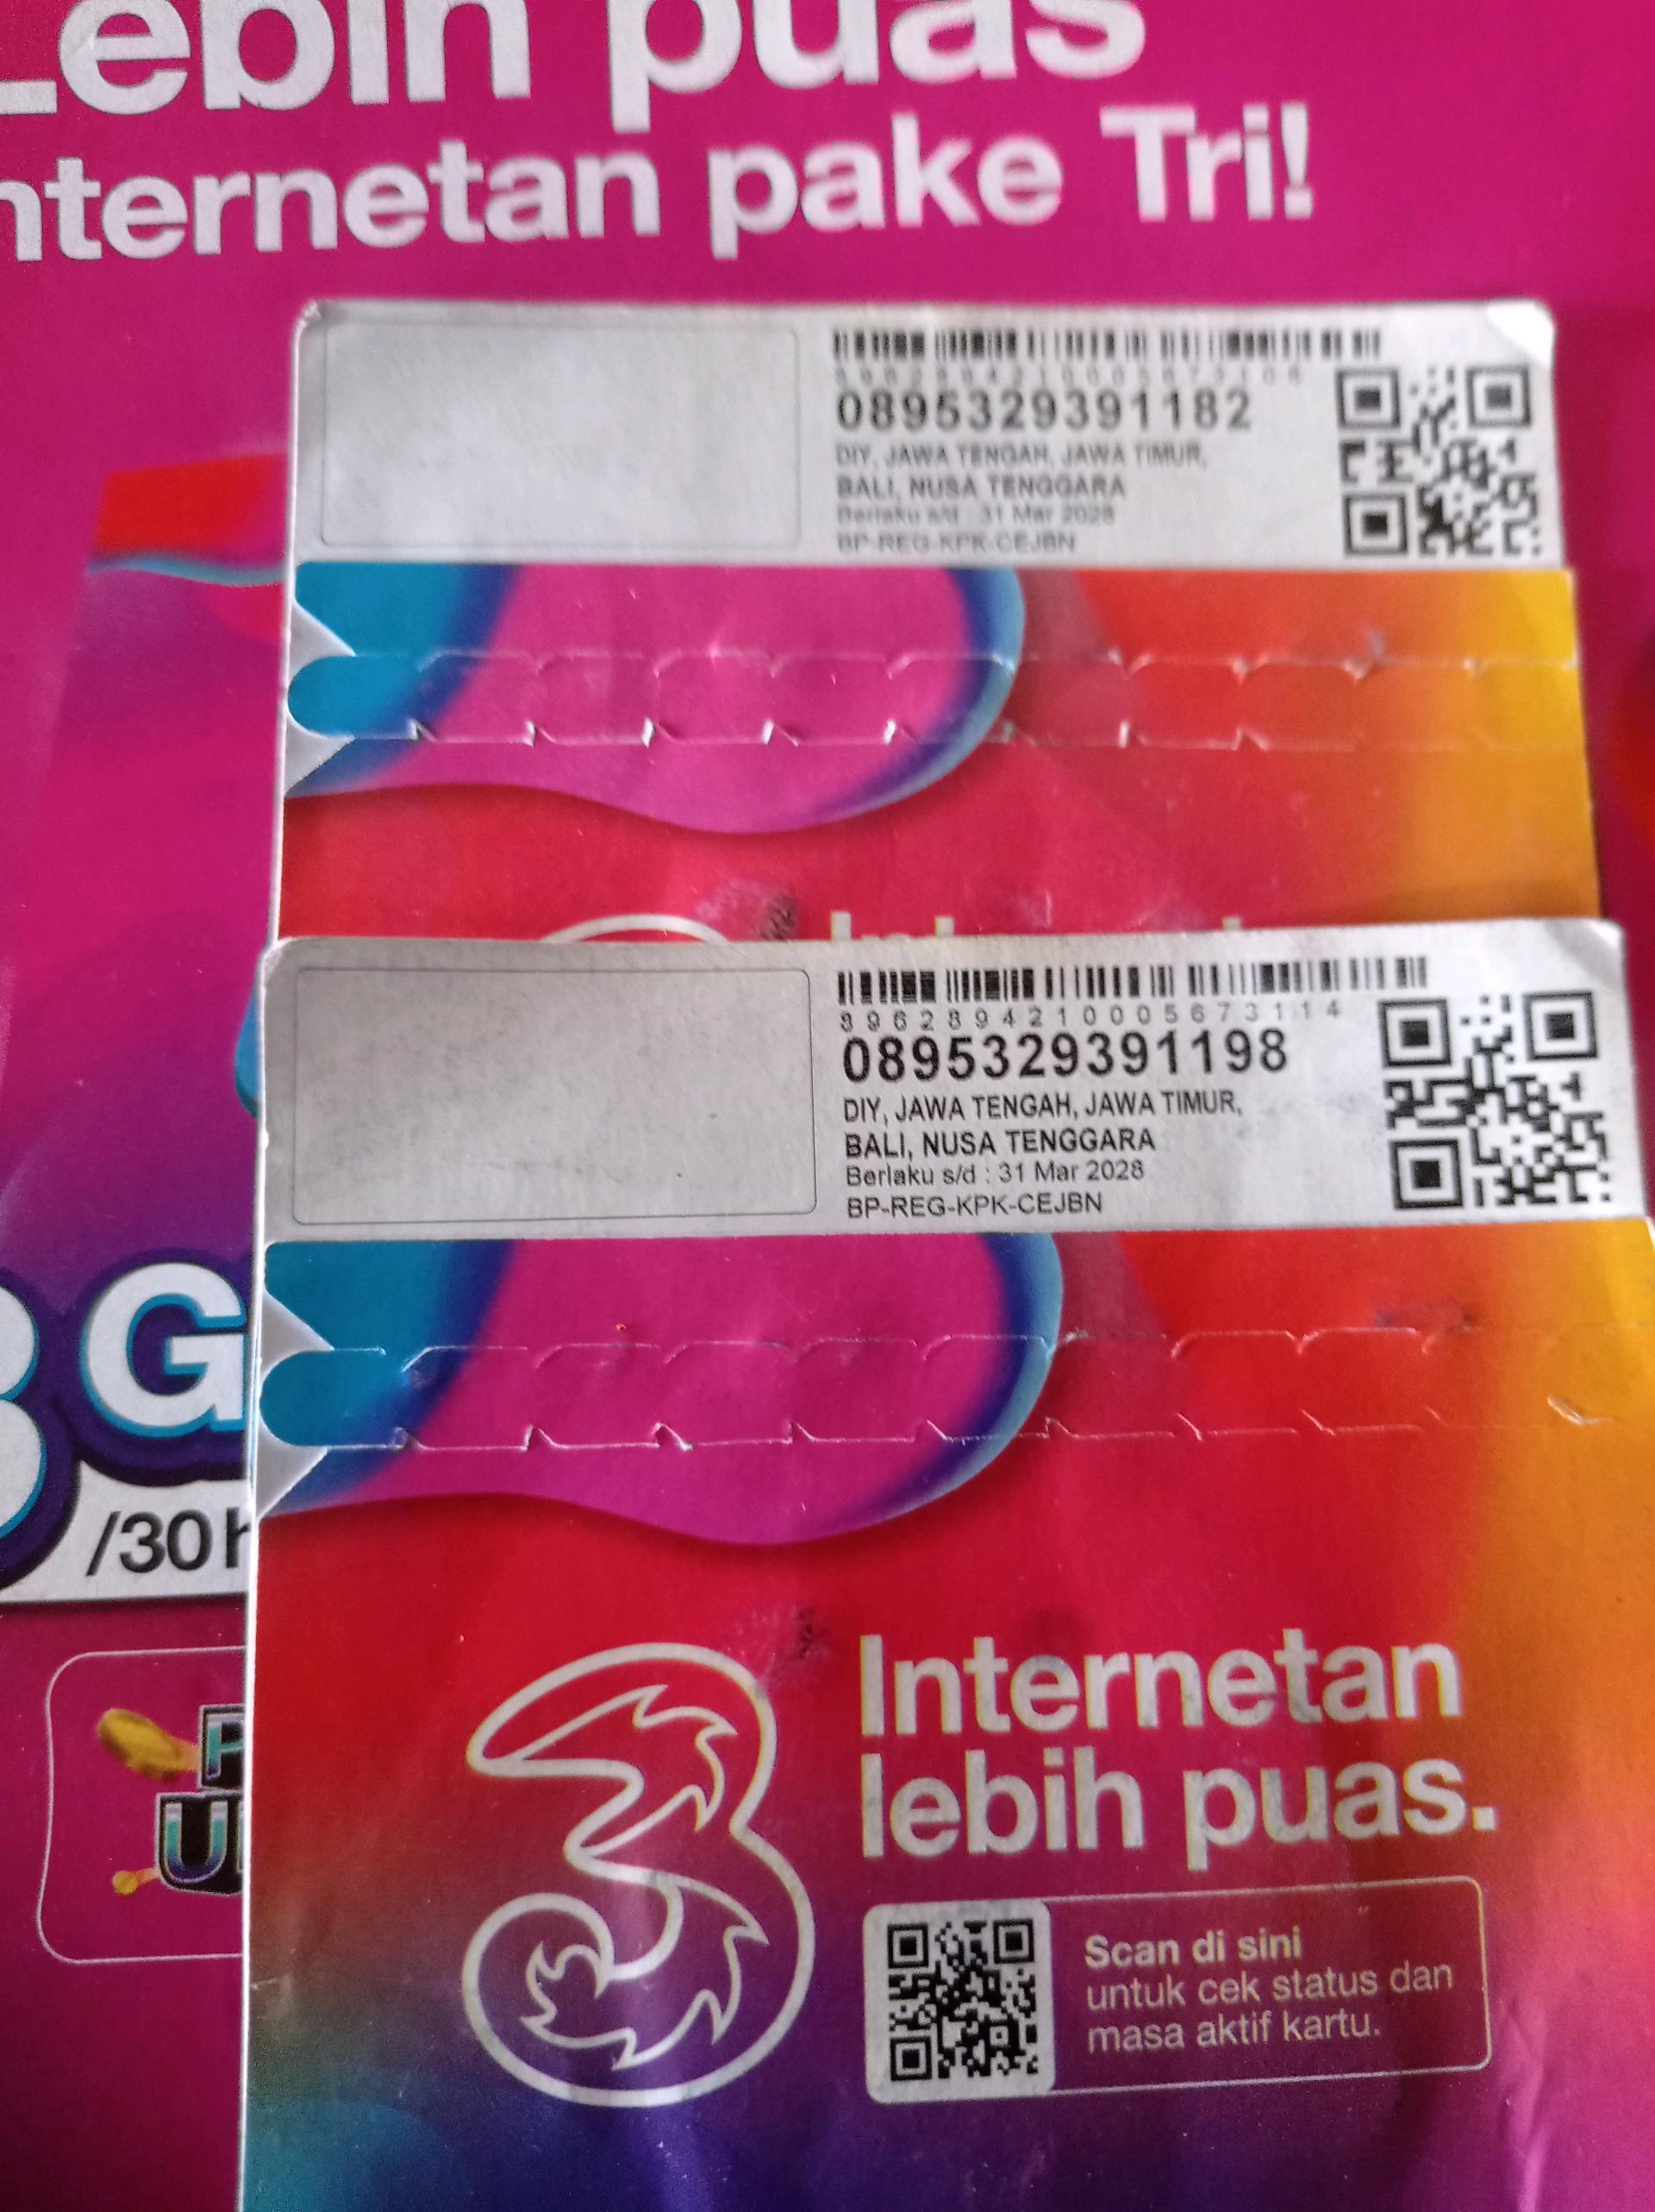 Lebih puas
nternetan pake Tri!
0895329391182
DIY, JAWA TENGAH, JAWA TIMUR,
BALI, NUSA TENGGARA
Berlaku s/d : 31 Mar 2028
BP-REG-KPK-CEJBN
8962894210005673114
0895329391198
DIY, JAWA TENGAH, JAWA TIMUR,
BALI, NUSA TENGGARA
Berlaku s/d : 31 Mar 2028
BP-REG-KPK-CEJBN
G
/30h
Internetan
lebih puas.
Scan di sini
untuk cek status dan
masa aktif kartu.